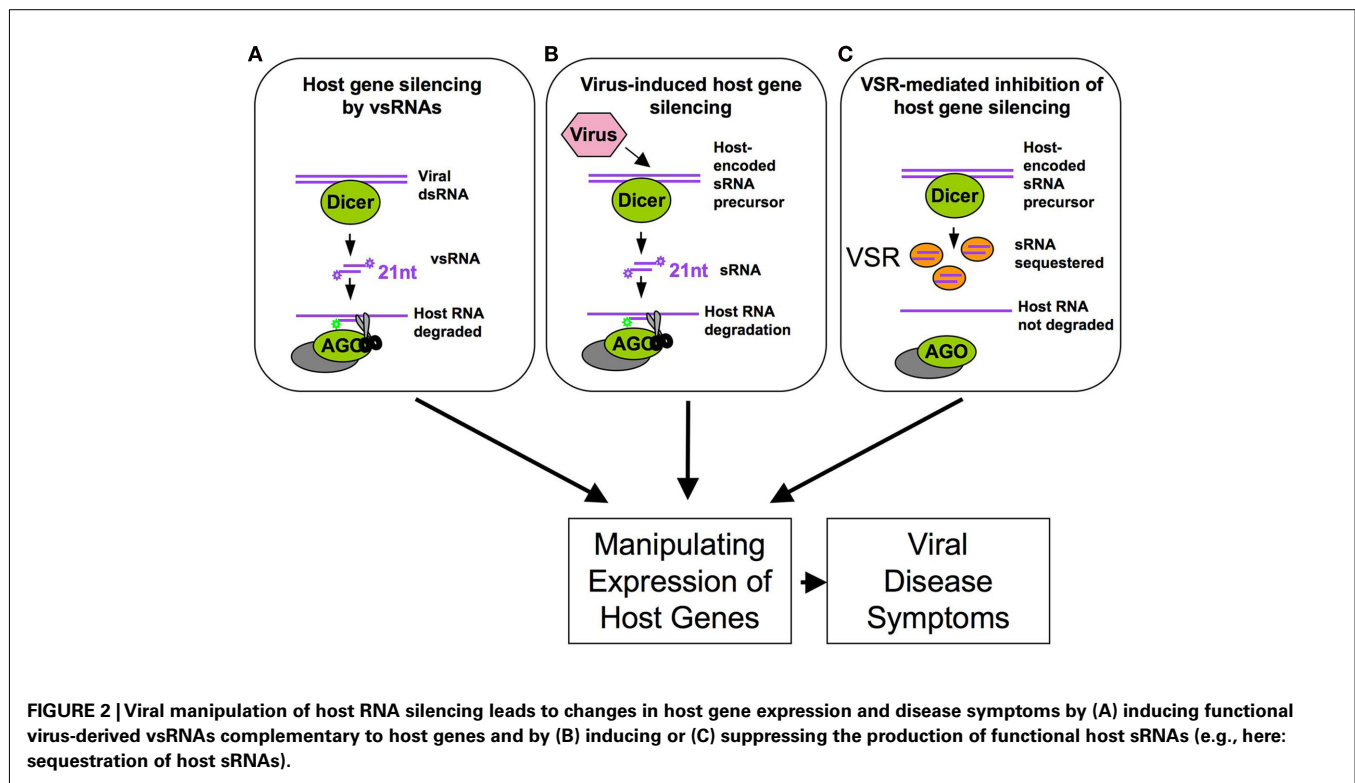 A
Host gene silencing
by vsRNAs
Viral
dsRNA
Dicer
vsRNA
21nt
Host RNA
degraded
AGO
B
Virus-induced host gene
silencing
Virus
Host-
encoded
sRNA
precursor
Dicer
21nt sRNA
Host RNA
degradation
AGO
C
VSR-mediated inhibition of
host gene silencing
Host-
encoded
sRNA
precursor
Dicer
VSR
sRNA
sequestered
Host RNA
not degraded
AGO
Manipulating
Expression of
Host Genes
Viral
Disease
Symptoms
FIGURE 2 | Viral manipulation of host RNA silencing leads to changes in host gene expression and disease symptoms by (A) inducing functional
virus-derived vsRNAs complementary to host genes and by (B) inducing or (C) suppressing the production of functional host sRNAs (e.g., here:
sequestration of host sRNAs).